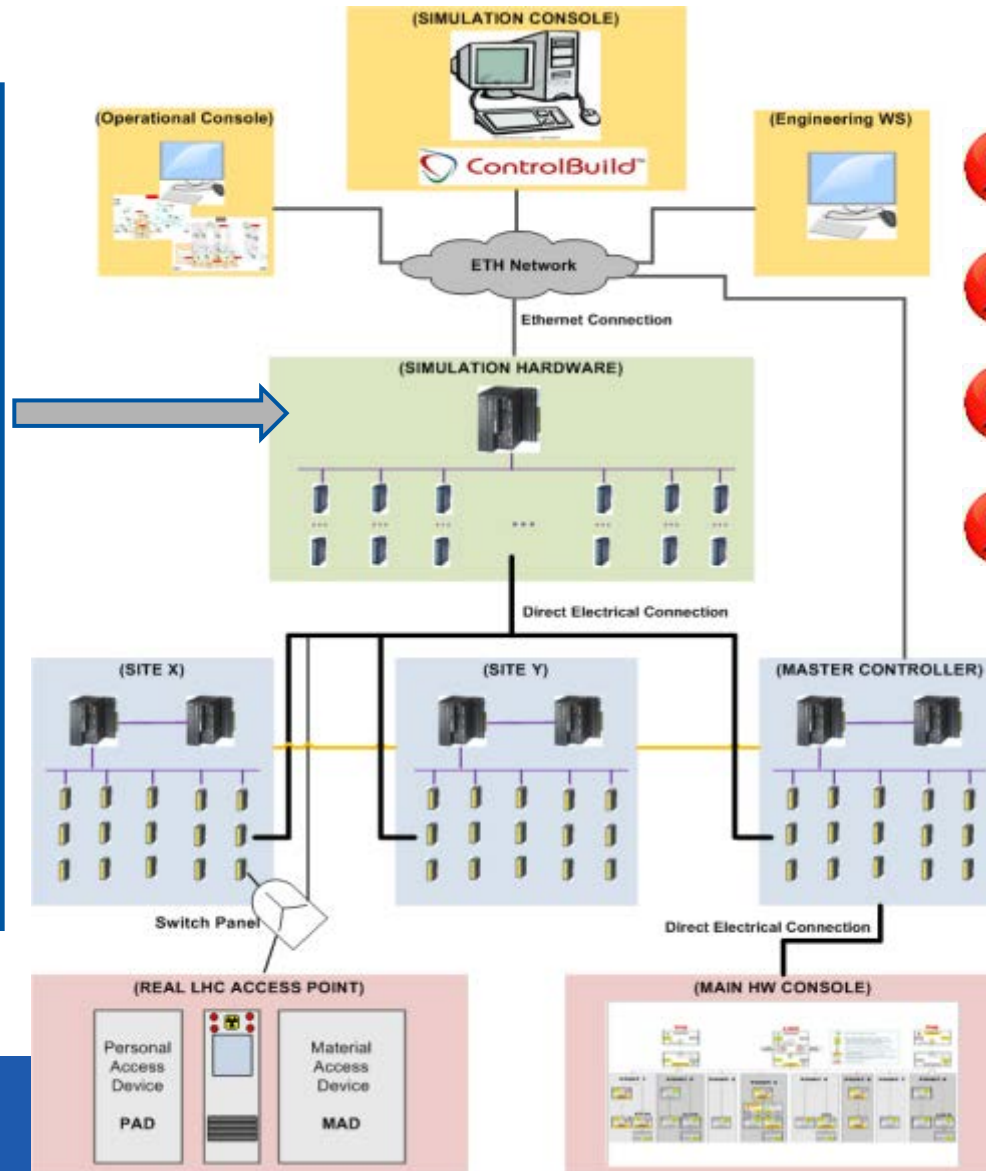 (SIMULATION CONSOLE)
ControlBuild™
(Operational Console)
(Engineering WS)
ETH Network
Ethernet Connection
(SIMULATION HARDWARE)
Direct Electrical Connection
(SITE X)
(SITE Y)
(MASTER CONTROLLER)
Switch Panel
Direct Electrical Connection
(REAL LHC ACCESS POINT)
(MAIN HW CONSOLE)
Personal
Access
Device
PAD
Material
Access
Device
MAD